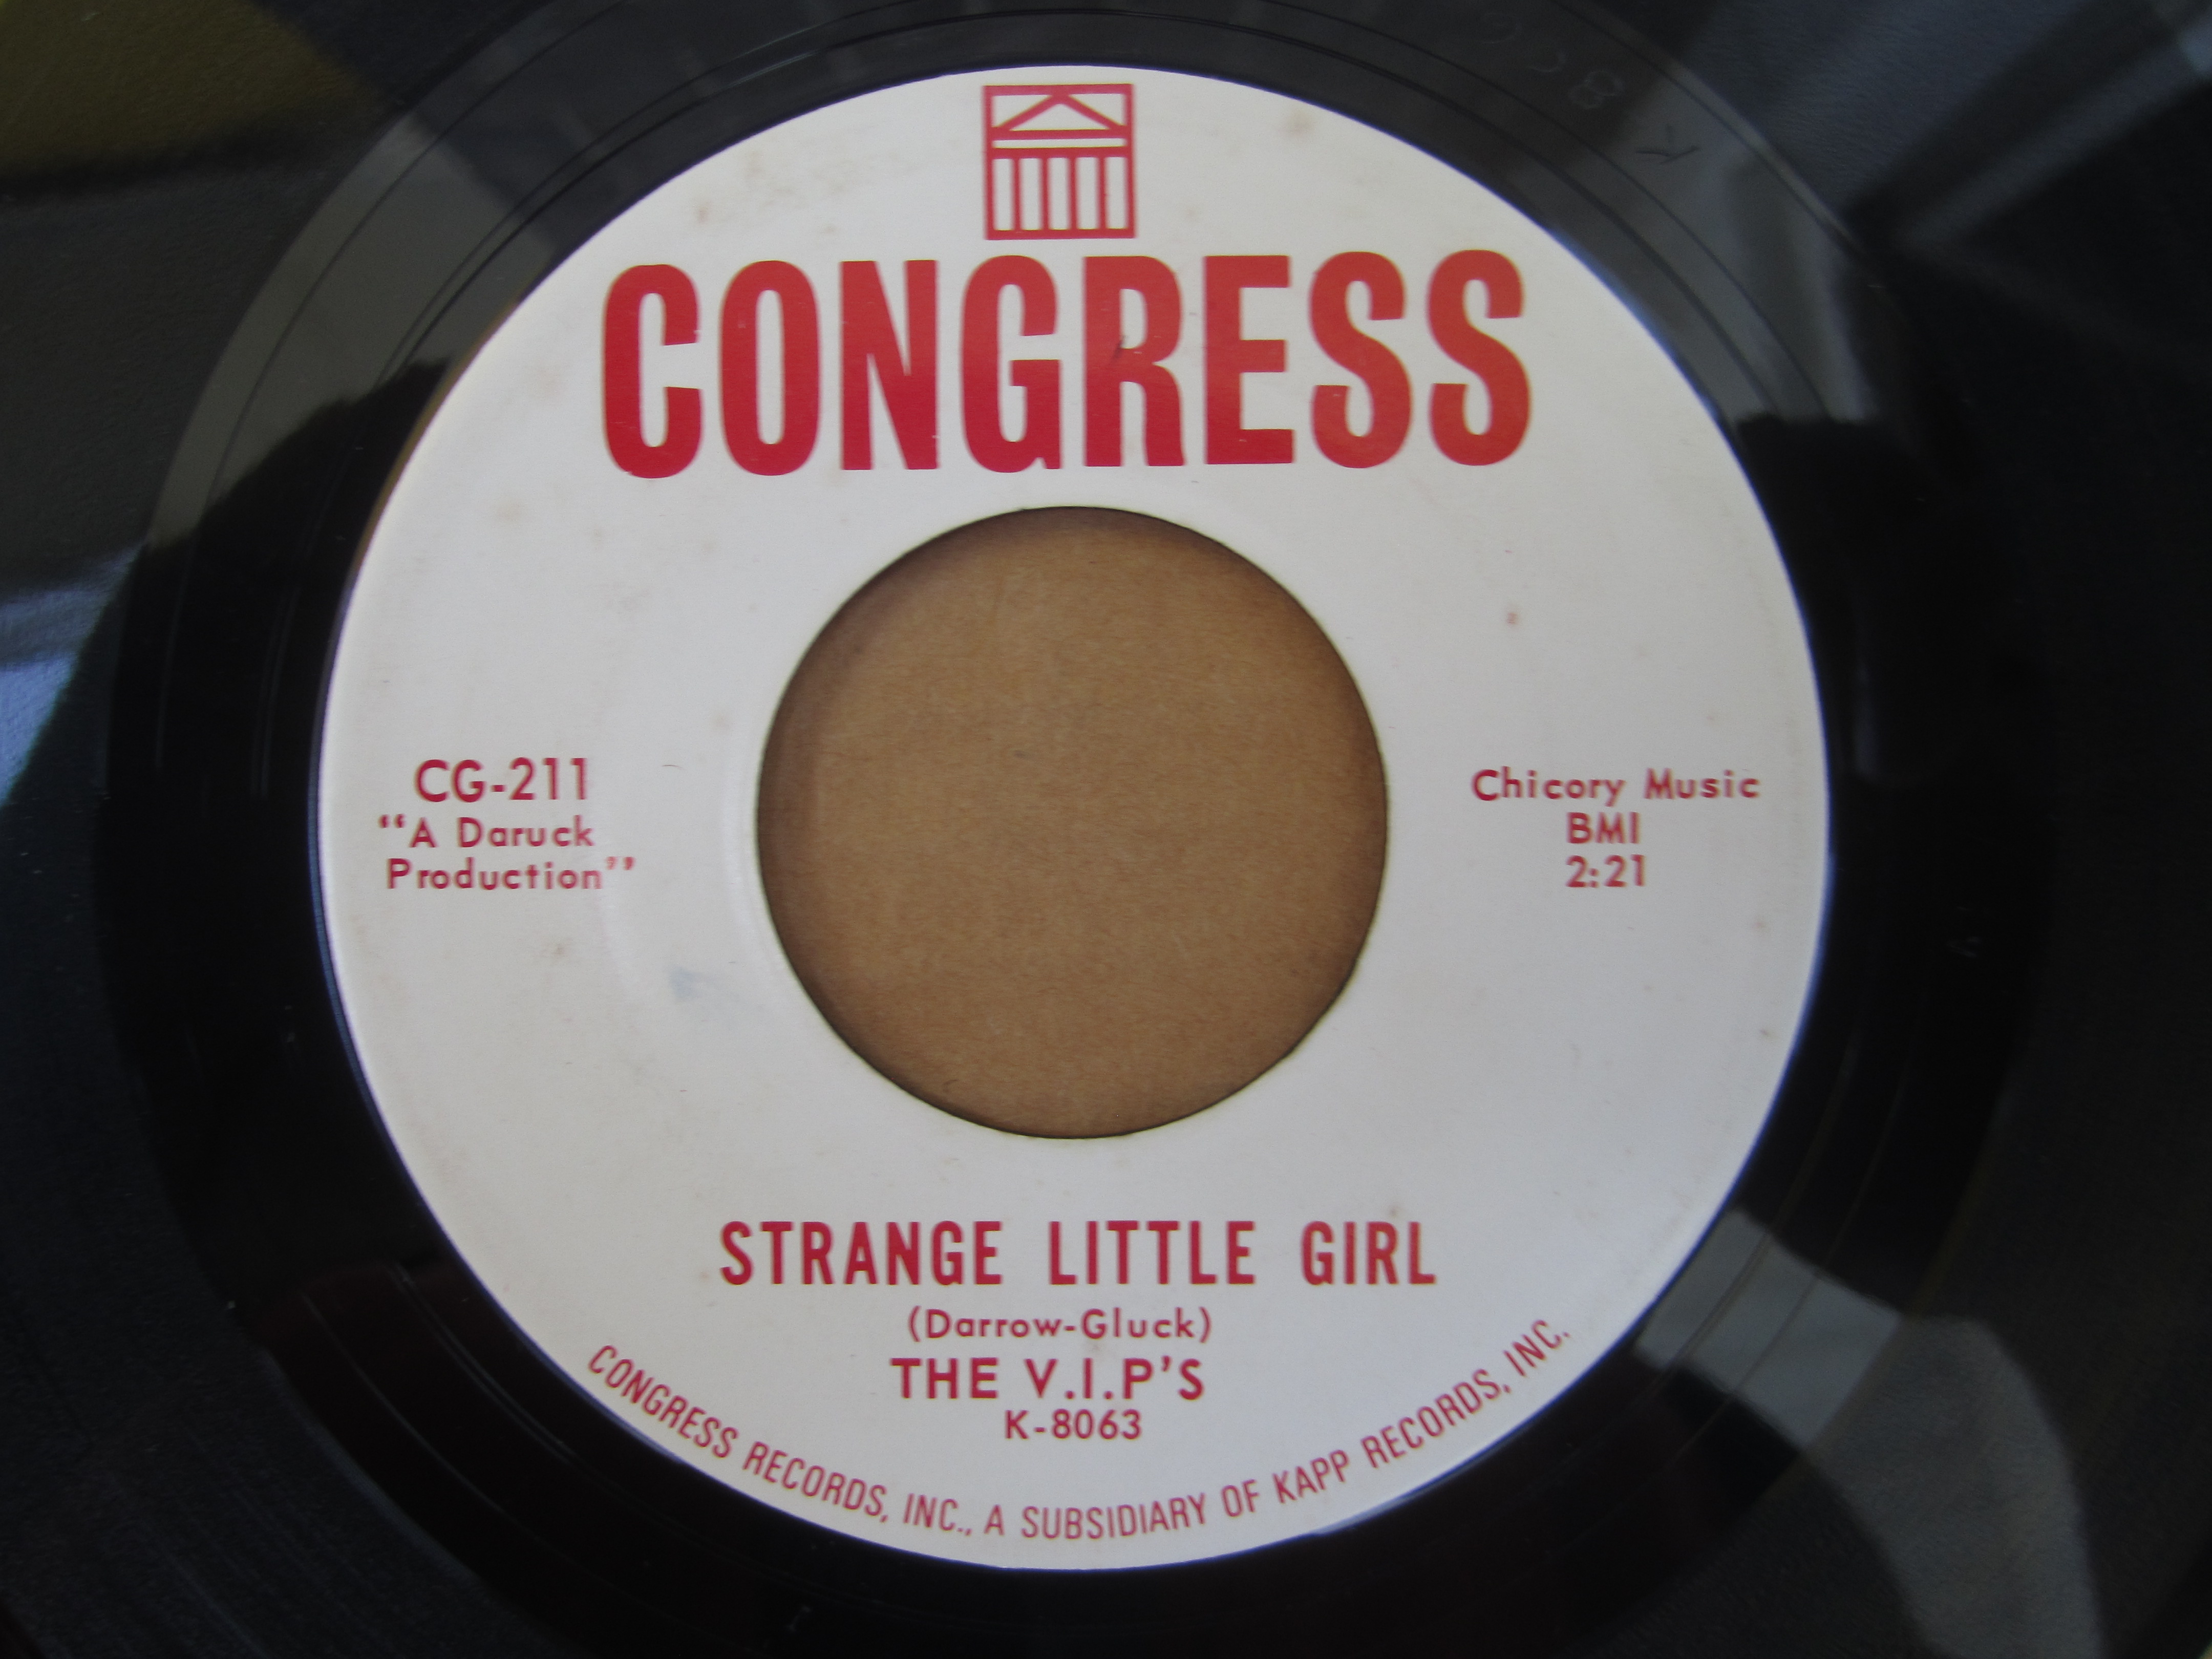 CONGRESS
CG-211
"A Daruck
Production"
Chicory Music
BMI
2:21
STRANGE LITTLE GIRL
(Darrow-Gluck)
THE V.I.P'S
K-8063
CONGRESS RECORDS, INC., A SUBSIDIARY OF KAPP RECORDS, INC.